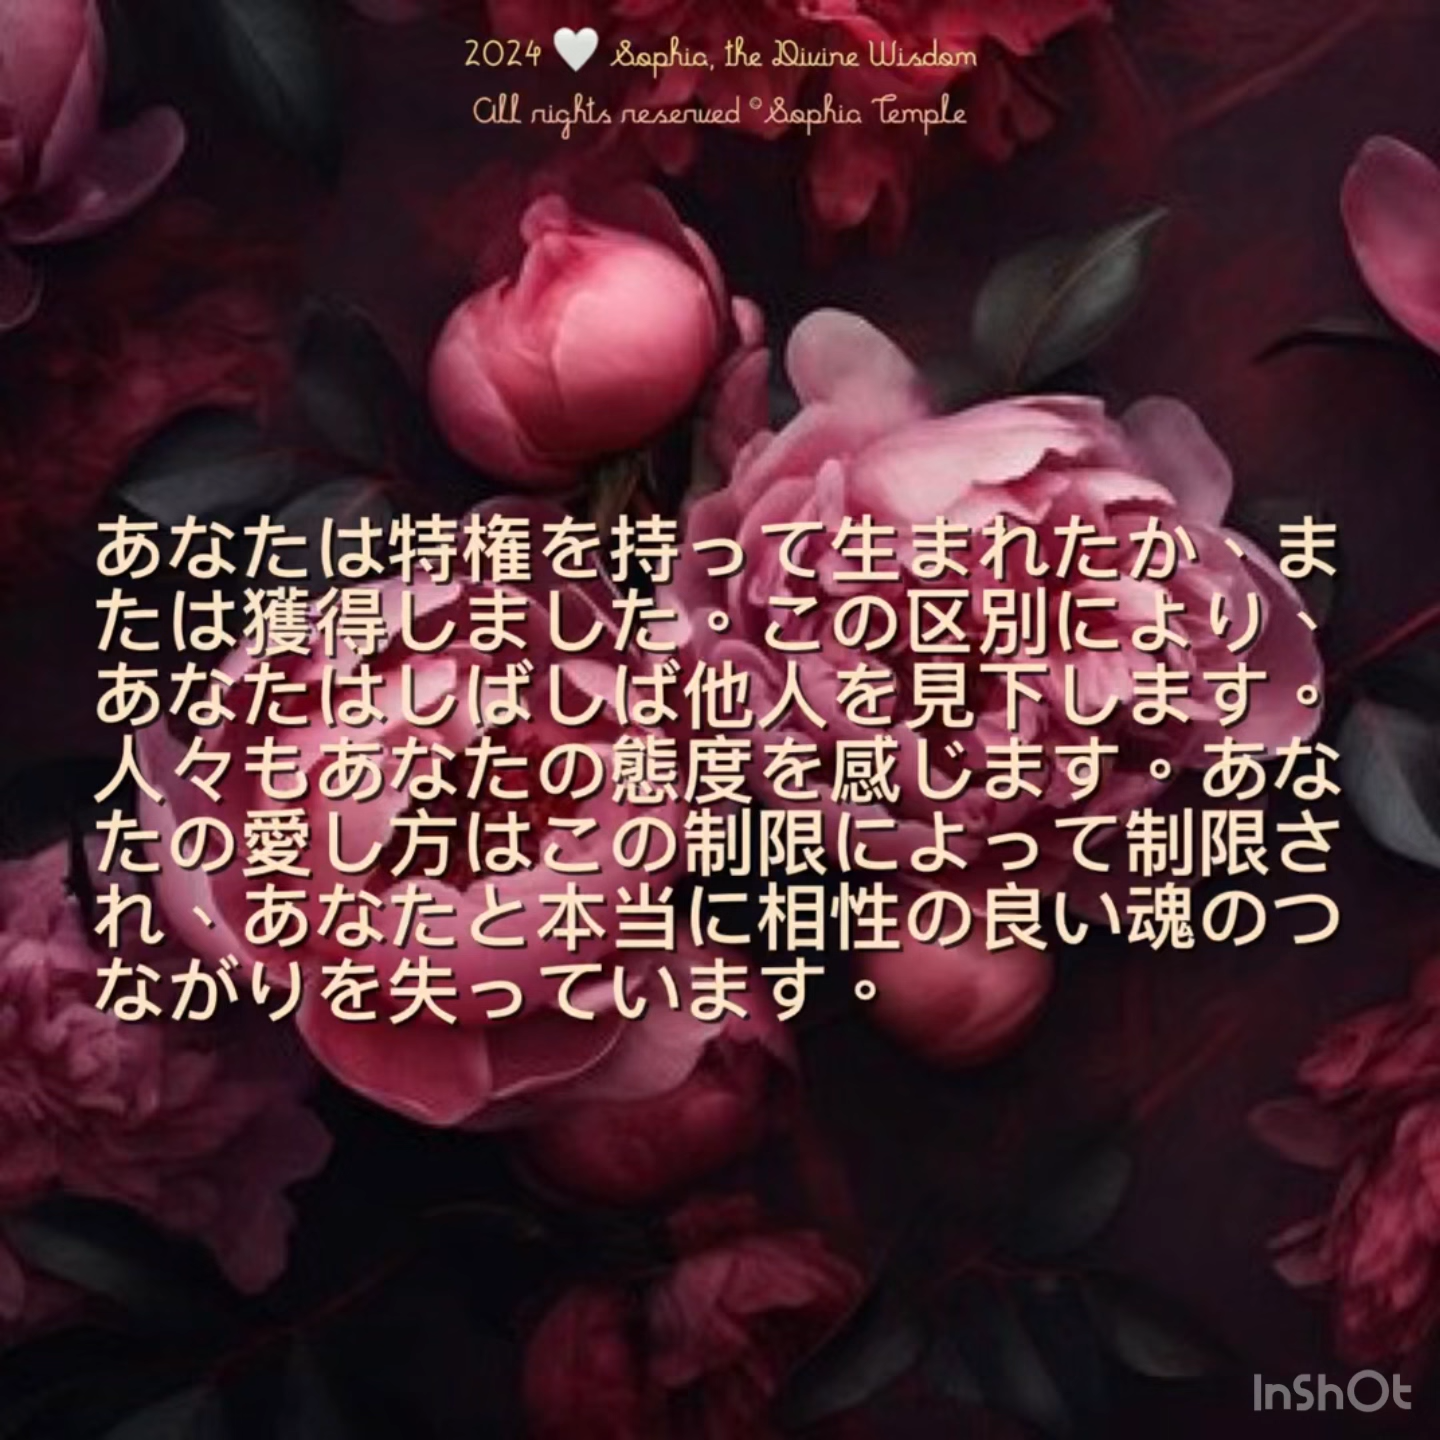 2024 🤍 Sophia, the Divine Wisdom
All rights reserved ©Sophia Temple
あなたは特権を持って生まれたか、ま
たは獲得しました。この区別により、
あなたはしばしば他人を見下します。
人々もあなたの態度を感じます。あな
たの愛し方はこの制限によって制限さ
れ、あなたと本当に相性の良い魂のつ
ながりを失っています。
InShOt